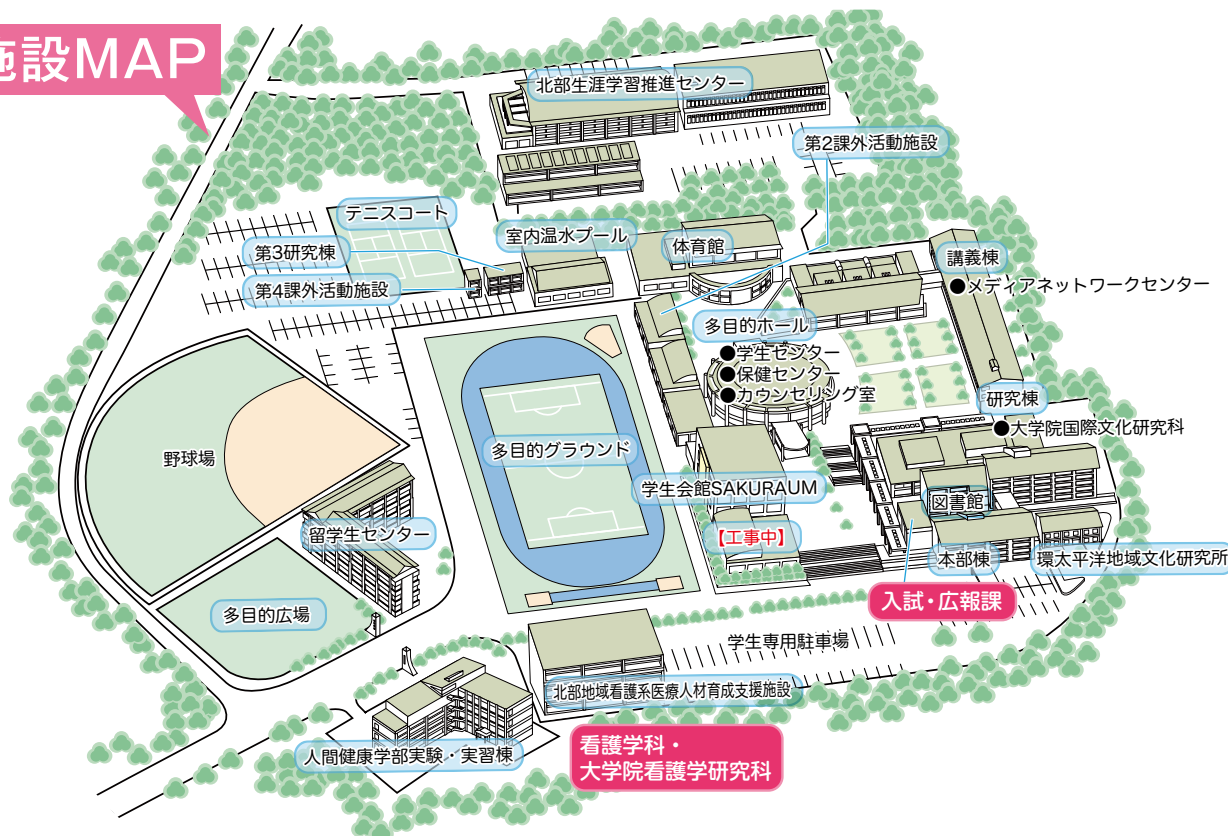 施設MAP
北部生涯学習推進センター
第2課外活動施設
テニスコート
室内温水プール
体育館
第3研究棟
第4課外活動施設
講義棟
●メディアネットワークセンター
多目的ホール
●学生センター
●保健センター
●カウンセリング室
研究棟
●大学院国際文化研究科
野球場
多目的グラウンド
学生会館SAKURAUM
図書館
留学生センター
【工事中】
本部棟
環太平洋地域文化研究所
入試・広報課
多目的広場
学生専用駐車場
北部地域看護系医療人材育成支援施設
人間健康学部実験・実習棟
看護学科・
大学院看護学研究科